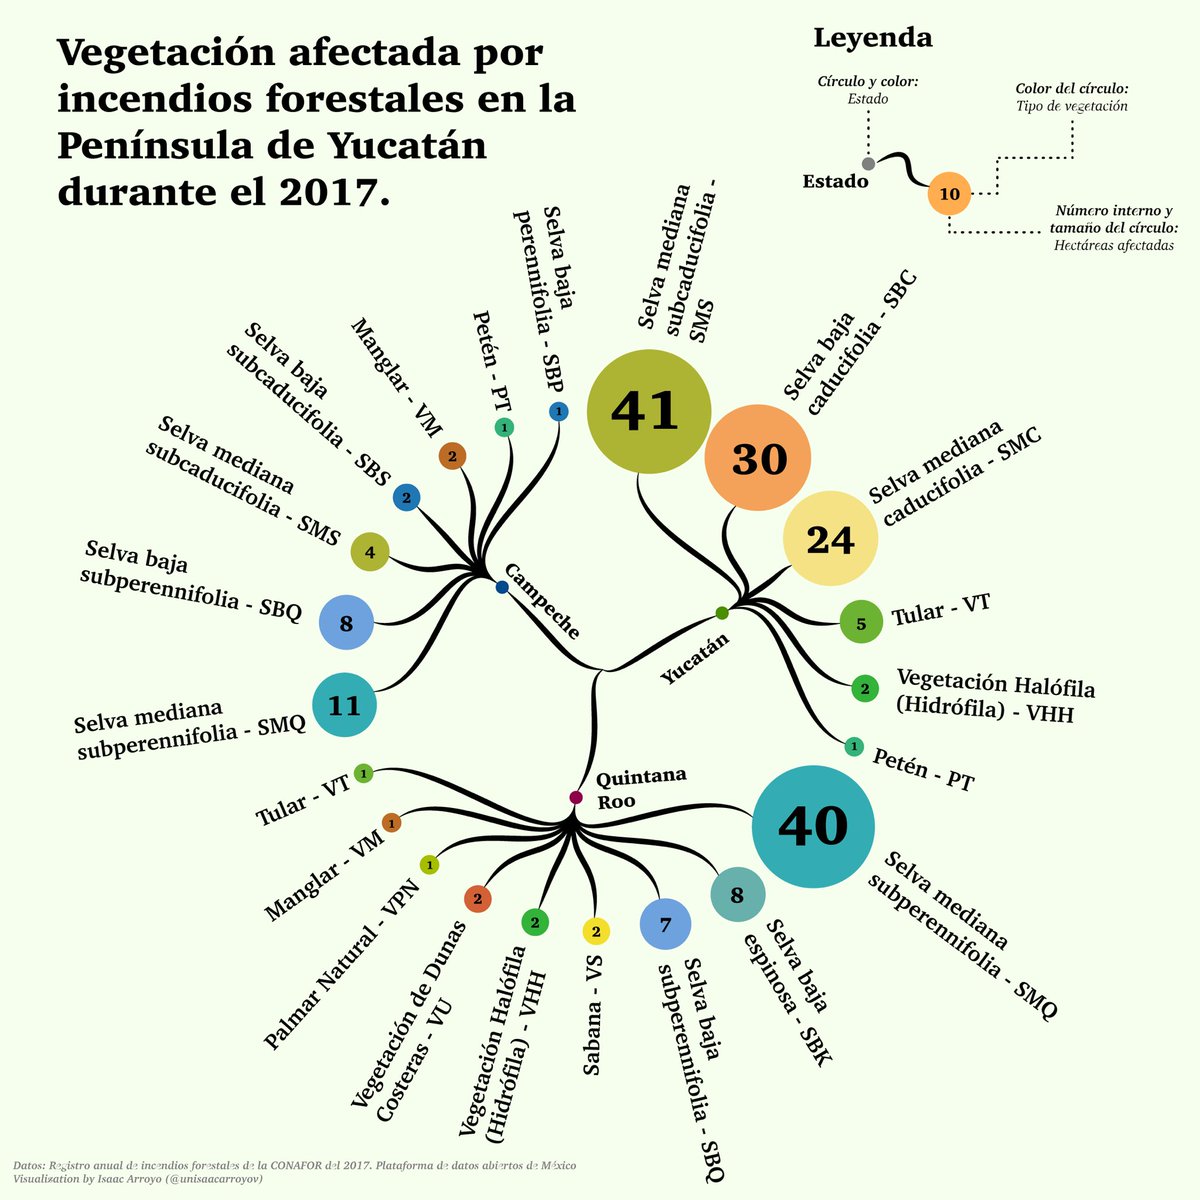 Vegetación afectada por
incendios forestales en la
Península de Yucatán
durante el 2017.
Leyenda
Círculo y color:
Estado
Color del círculo:
Tipo de vegetación
Estado
10
Número interno y
tamaño del círculo:
Hectáreas afectadas
Campeche
Selva baja
perennifolia - SBP
1
Petén - PT
1
Manglar - VM
2
Selva baja
subcaducifolia - SBS
2
Selva mediana
subcaducifolia - SMS
4
Selva baja
subperennifolia - SBQ
8
Selva mediana
subperennifolia - SMQ
11
Yucatán
Selva mediana
subcaducifolia -
SMS
41
Selva baja
caducifolia - SBC
30
Selva mediana
caducifolia - SMC
24
Tular - VT
5
Vegetación Halófila
(Hidrófila) - VHH
2
Petén - PT
1
Quintana
Roo
Selva mediana
subperennifolia - SMQ
40
Selva baja
espinosa - SBK
8
Selva baja
subperennifolia - SBQ
7
Sabana - VS
2
Vegetación Halófila
(Hidrófila) - VHH
2
Vegetación de Dunas
Costeras - VU
2
Palmar Natural - VPN
1
Manglar - VM
1
Tular - VT
1
Datos: Registro anual de incendios forestales de la CONAFOR del 2017. Plataforma de datos abiertos de México
Visualization by Isaac Arroyo (@unisaacarroyov)